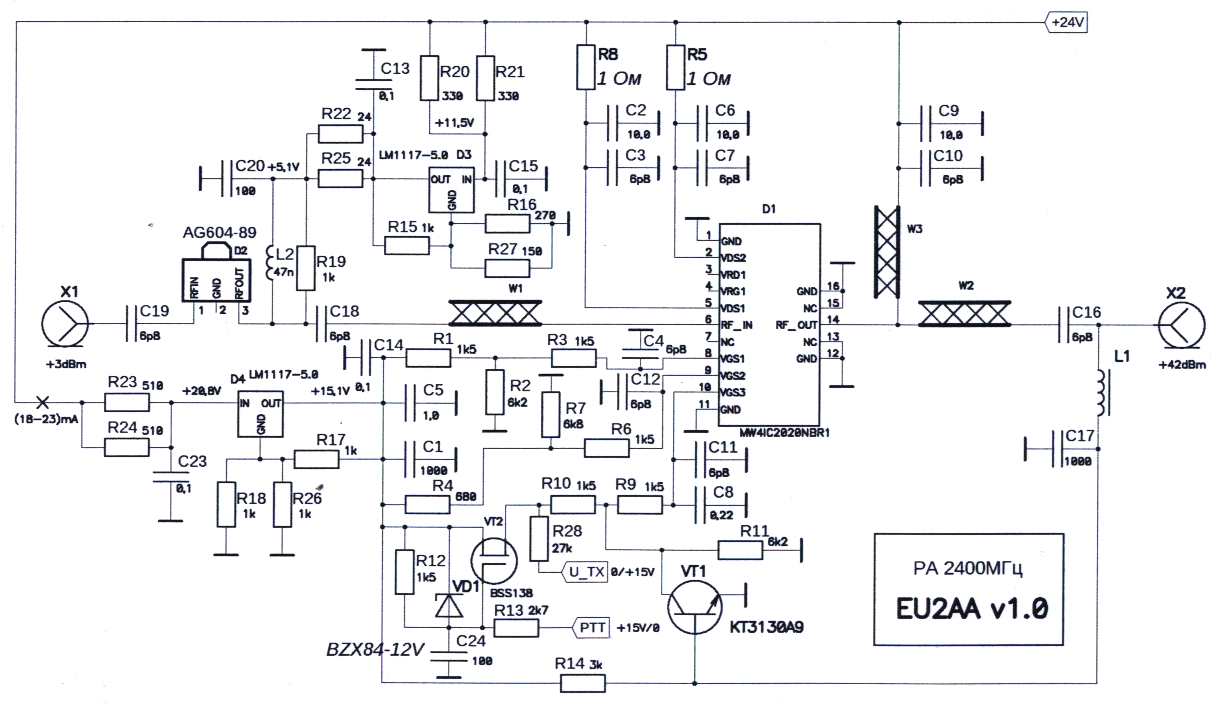 +24V
R8
1 Ом
R5
1 Ом
C13
0,1
R20
330
R21
330
+11,5V
C2
10,0
C6
10,0
C9
10,0
C3
6p8
C7
6p8
C10
6p8
R22 24
R25 24
LM1117-5.0 D3
OUT IN
GND
C15
0,1
C20 +5,1V
100
R16 270
R15 1k
R27 150
AG604-89
D2
RFIN
GND
RFOUT
1 2 3
L2
47n
R19
1k
D1
1 GND
2 VDS2
3 VRD1
4 VRG1
5 VDS1
6 RF_IN
7 NC
8 VGS1
9 VGS2
10 VGS3
11 GND
GND 16
NC 15
RF_OUT 14
NC 13
GND 12
MW4IC2020NBR1
W3
W1
W2
X1
+3dBm
C19
6p8
C18
6p8
C16
6p8
X2
+42dBm
L1
C14
0,1
R1 1k5
R3 1k5
C4
6p8
R2
6k2
C12
6p8
R23 510
+20,8V
D4 LM1117-5.0
IN OUT
GND
+15,1V
C5
1,0
R7
6k8
(18-23)mA
R24 510
R17
1k
C1
1000
R6 1k5
C11
6p8
C17
1000
C23
0,1
R18
1k
R26
1k
R4 680
R10 1k5
R9 1k5
C8
0,22
VT2
R28
27k
R11 6k2
R12
1k5
VD1
BSS138
U_TX 0/+15V
VT1
КТ3130А9
R13 2k7
PTT +15V/0
BZX84-12V
C24
100
R14 3k
PA 2400МГц
EU2AA v1.0